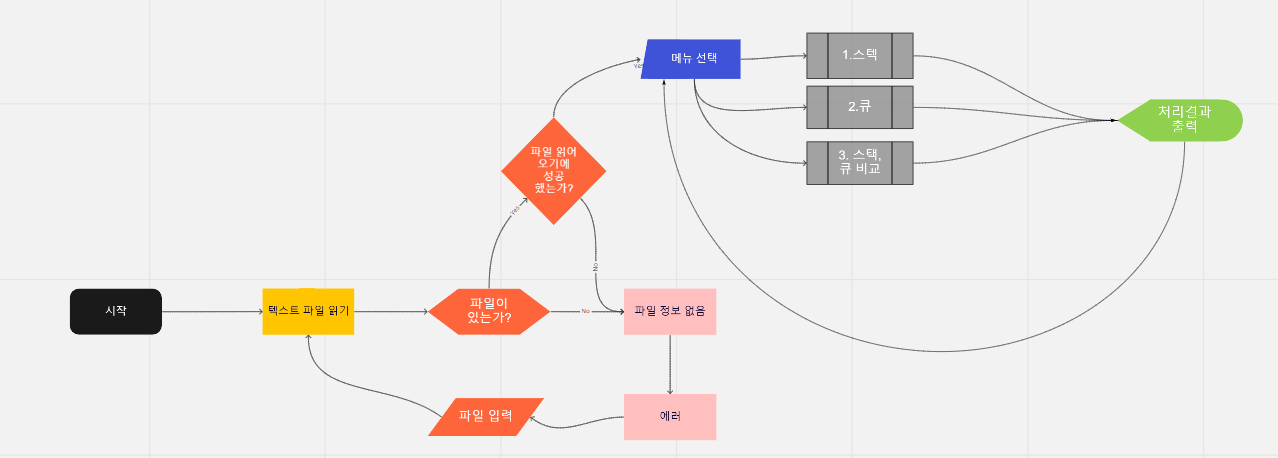 메뉴 선택
Yes
1.스텍
2.큐
3. 스택,
큐 비교
처리결과
출력
파일 읽어
오기에
성공
했는가?
Yes
No
시작
텍스트 파일 읽기
파일이
있는가?
No
파일 정보 없음
파일 입력
에러